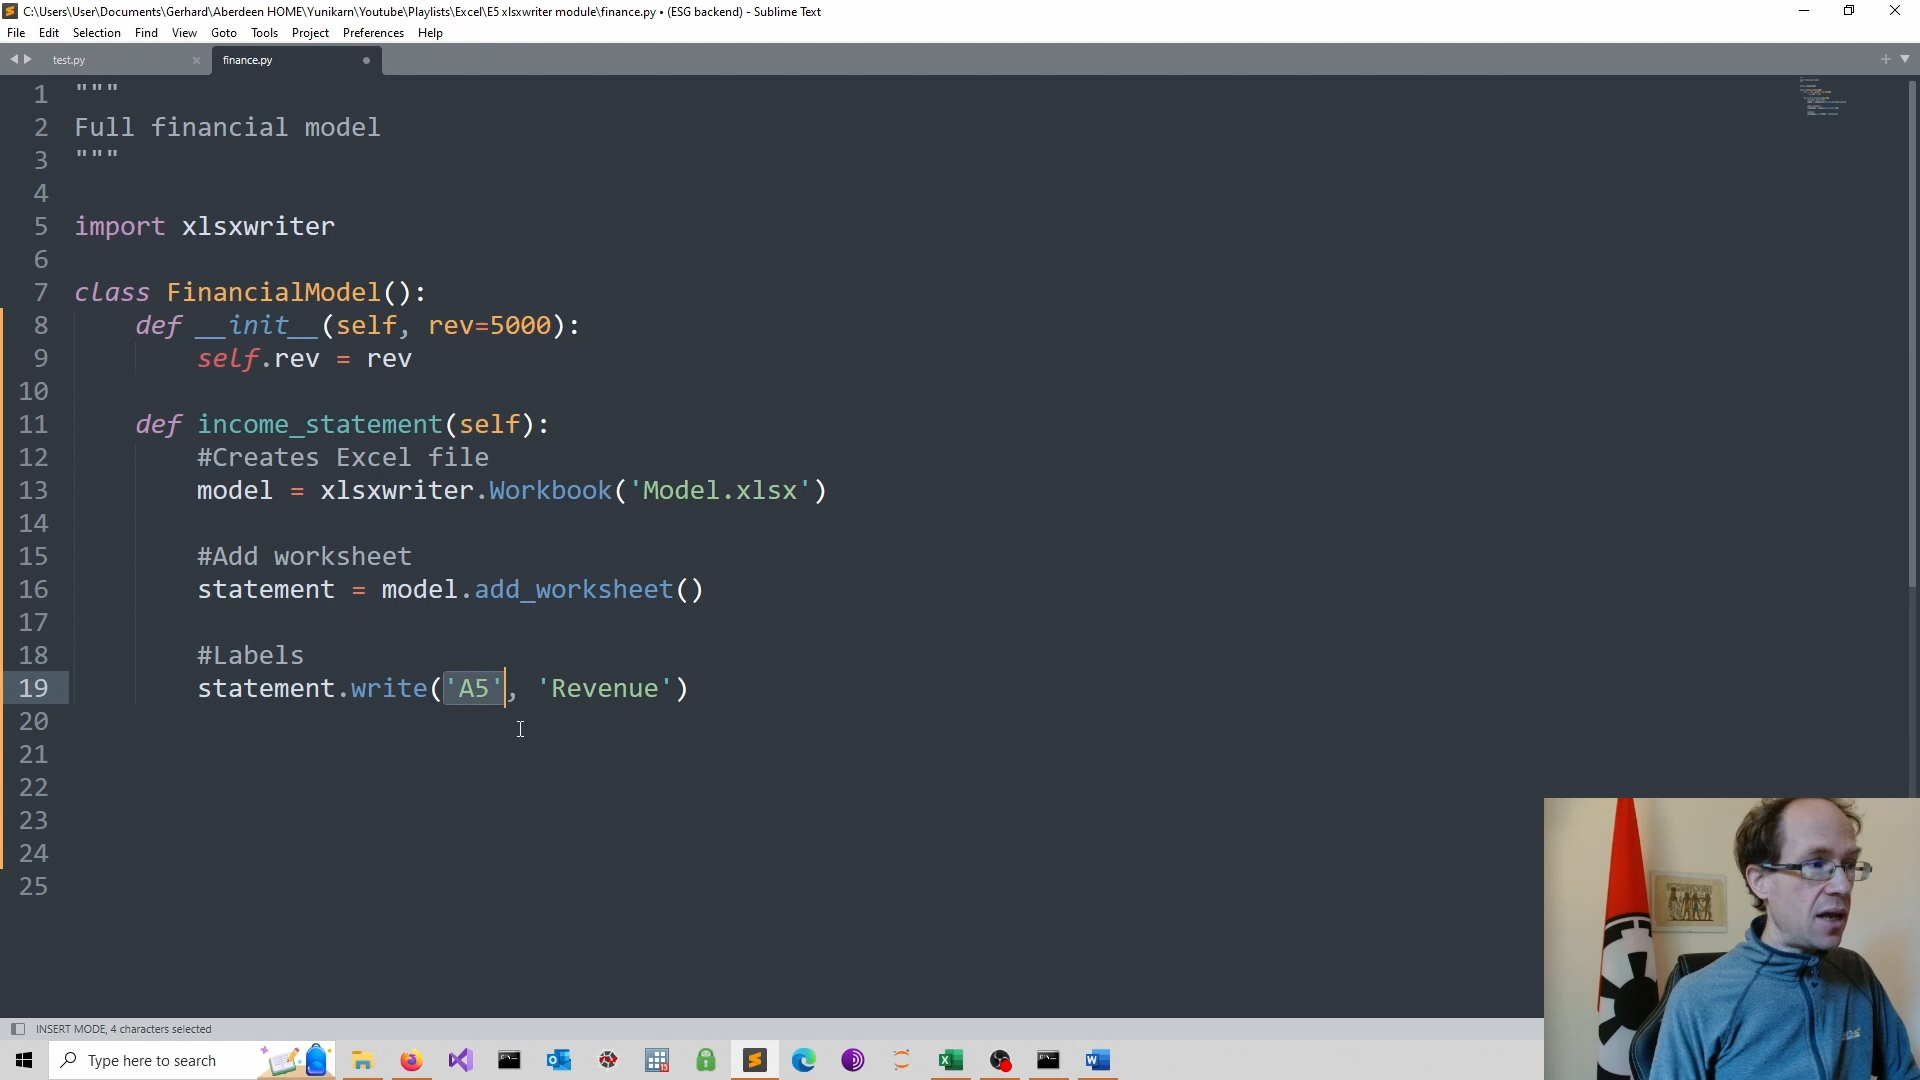 C:\Users\User\Documents\Gerhard\Aberdeen HOME\Yunikarn\Youtube\Playlists\Excel\E5 xlsxwriter module\finance.py • (ESG backend) - Sublime Text
File Edit Selection Find View Goto Tools Project Preferences Help
test.py finance.py
1 """
2 Full financial model
3 """
4
5 import xlsxwriter
6
7 class FinancialModel():
8 def __init__(self, rev=5000):
9 self.rev = rev
10
11 def income_statement(self):
12 #Creates Excel file
13 model = xlsxwriter.Workbook('Model.xlsx')
14
15 #Add worksheet
16 statement = model.add_worksheet()
17
18 #Labels
19 statement.write('A5', 'Revenue')
20
21
22
23
24
25
INSERT MODE, 4 characters selected
Type here to search